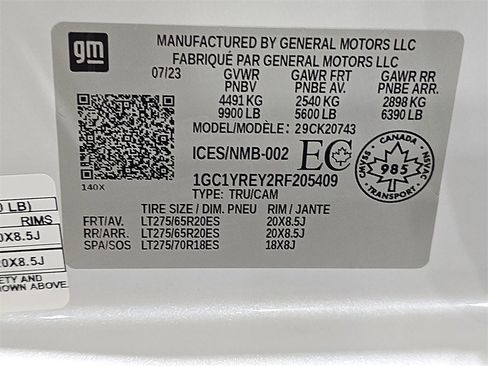 gm
MANUFACTURED BY GENERAL MOTORS LLC
FABRIQUÉ PAR GENERAL MOTORS LLC
07/23 GVWR GAWR FRT GAWR RR
PNBV PNBE AV. PNBE ARR.
4491 KG 2540 KG 2898 KG
9900 LB 5600 LB 6390 LB
MODEL/MODÈLE: 29CK20743
ICES/NMB-002 EC
CANADA
985
TRANSPORT
140X
1GC1YREY2RF205409
TYPE: TRU/CAM
TIRE SIZE / DIM. PNEU RIM / JANTE
FRT/AV. LT275/65R20ES 20X8.5J
RR/ARR. LT275/65R20ES 20X8.5J
SPA/SOS LT275/70R18ES 18X8J
0 LB)
RIMS
0X8.5J
20X8.5J
ETY AND
OWN ABOVE.